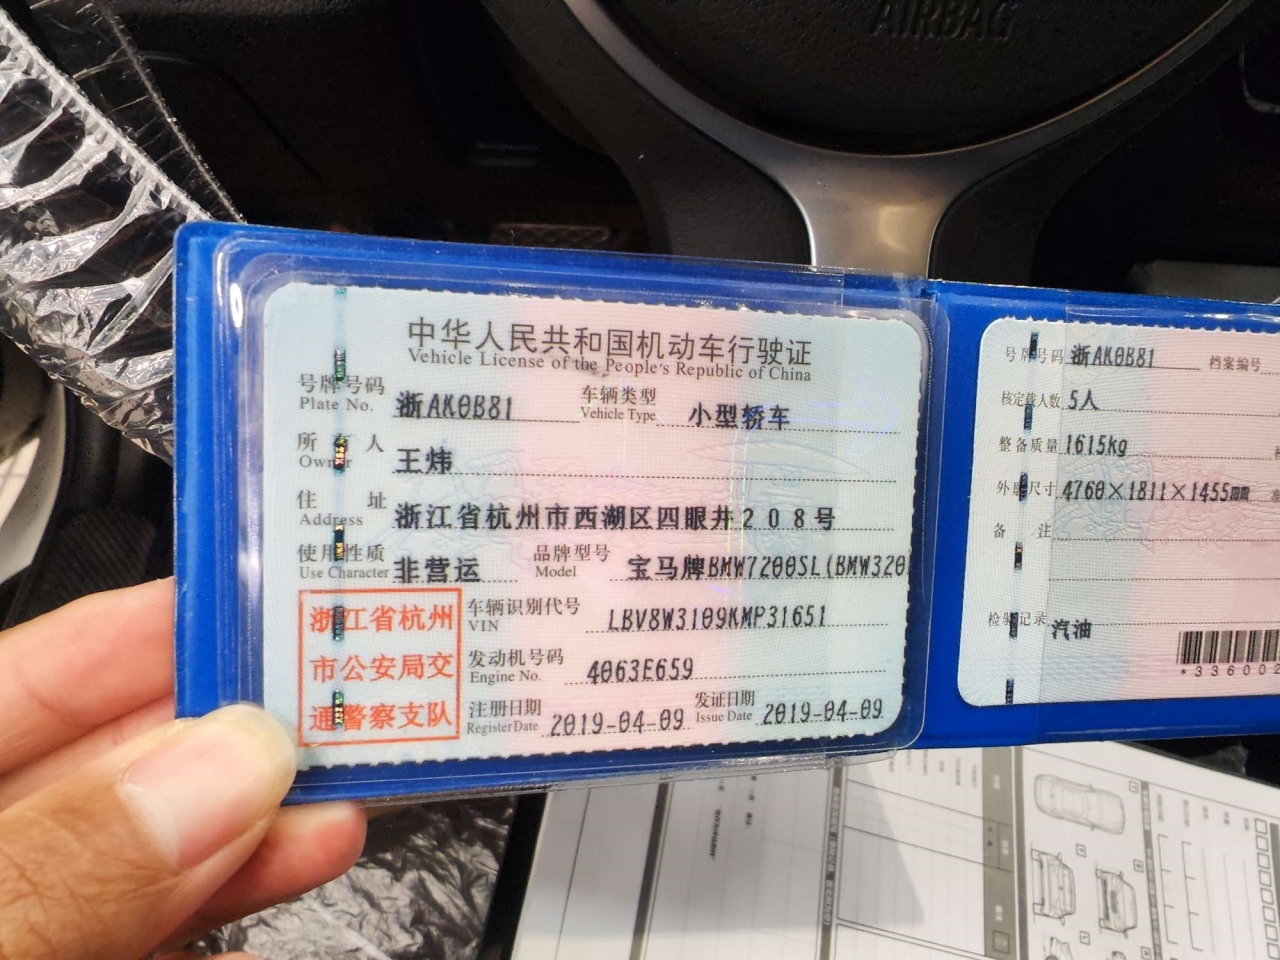 AIRBAG
中华人民共和国机动车行驶证
Vehicle License of the People's Republic of China
号牌号码 浙AK0B81 车辆类型 小型轿车
Plate No. Vehicle Type
所有人 王炜
Owner
住址 浙江省杭州市西湖区四眼井208号
Address
使用性质 非营运 品牌型号 宝马牌BMW7200SL(BMW320
Use Character Model
浙江省杭州
市公安局交
通警察支队
车辆识别代号 LBV8W3109KMP31651
VIN
发动机号码 4063E659
Engine No.
注册日期 2019-04-09 发证日期 2019-04-09
Register Date Issue Date
号牌号码 浙AK0B81 档案编号
核定载人数 5人
整备质量 1615kg
外廓尺寸 4760×1811×1455mm
备注
检验记录 汽油
*336002